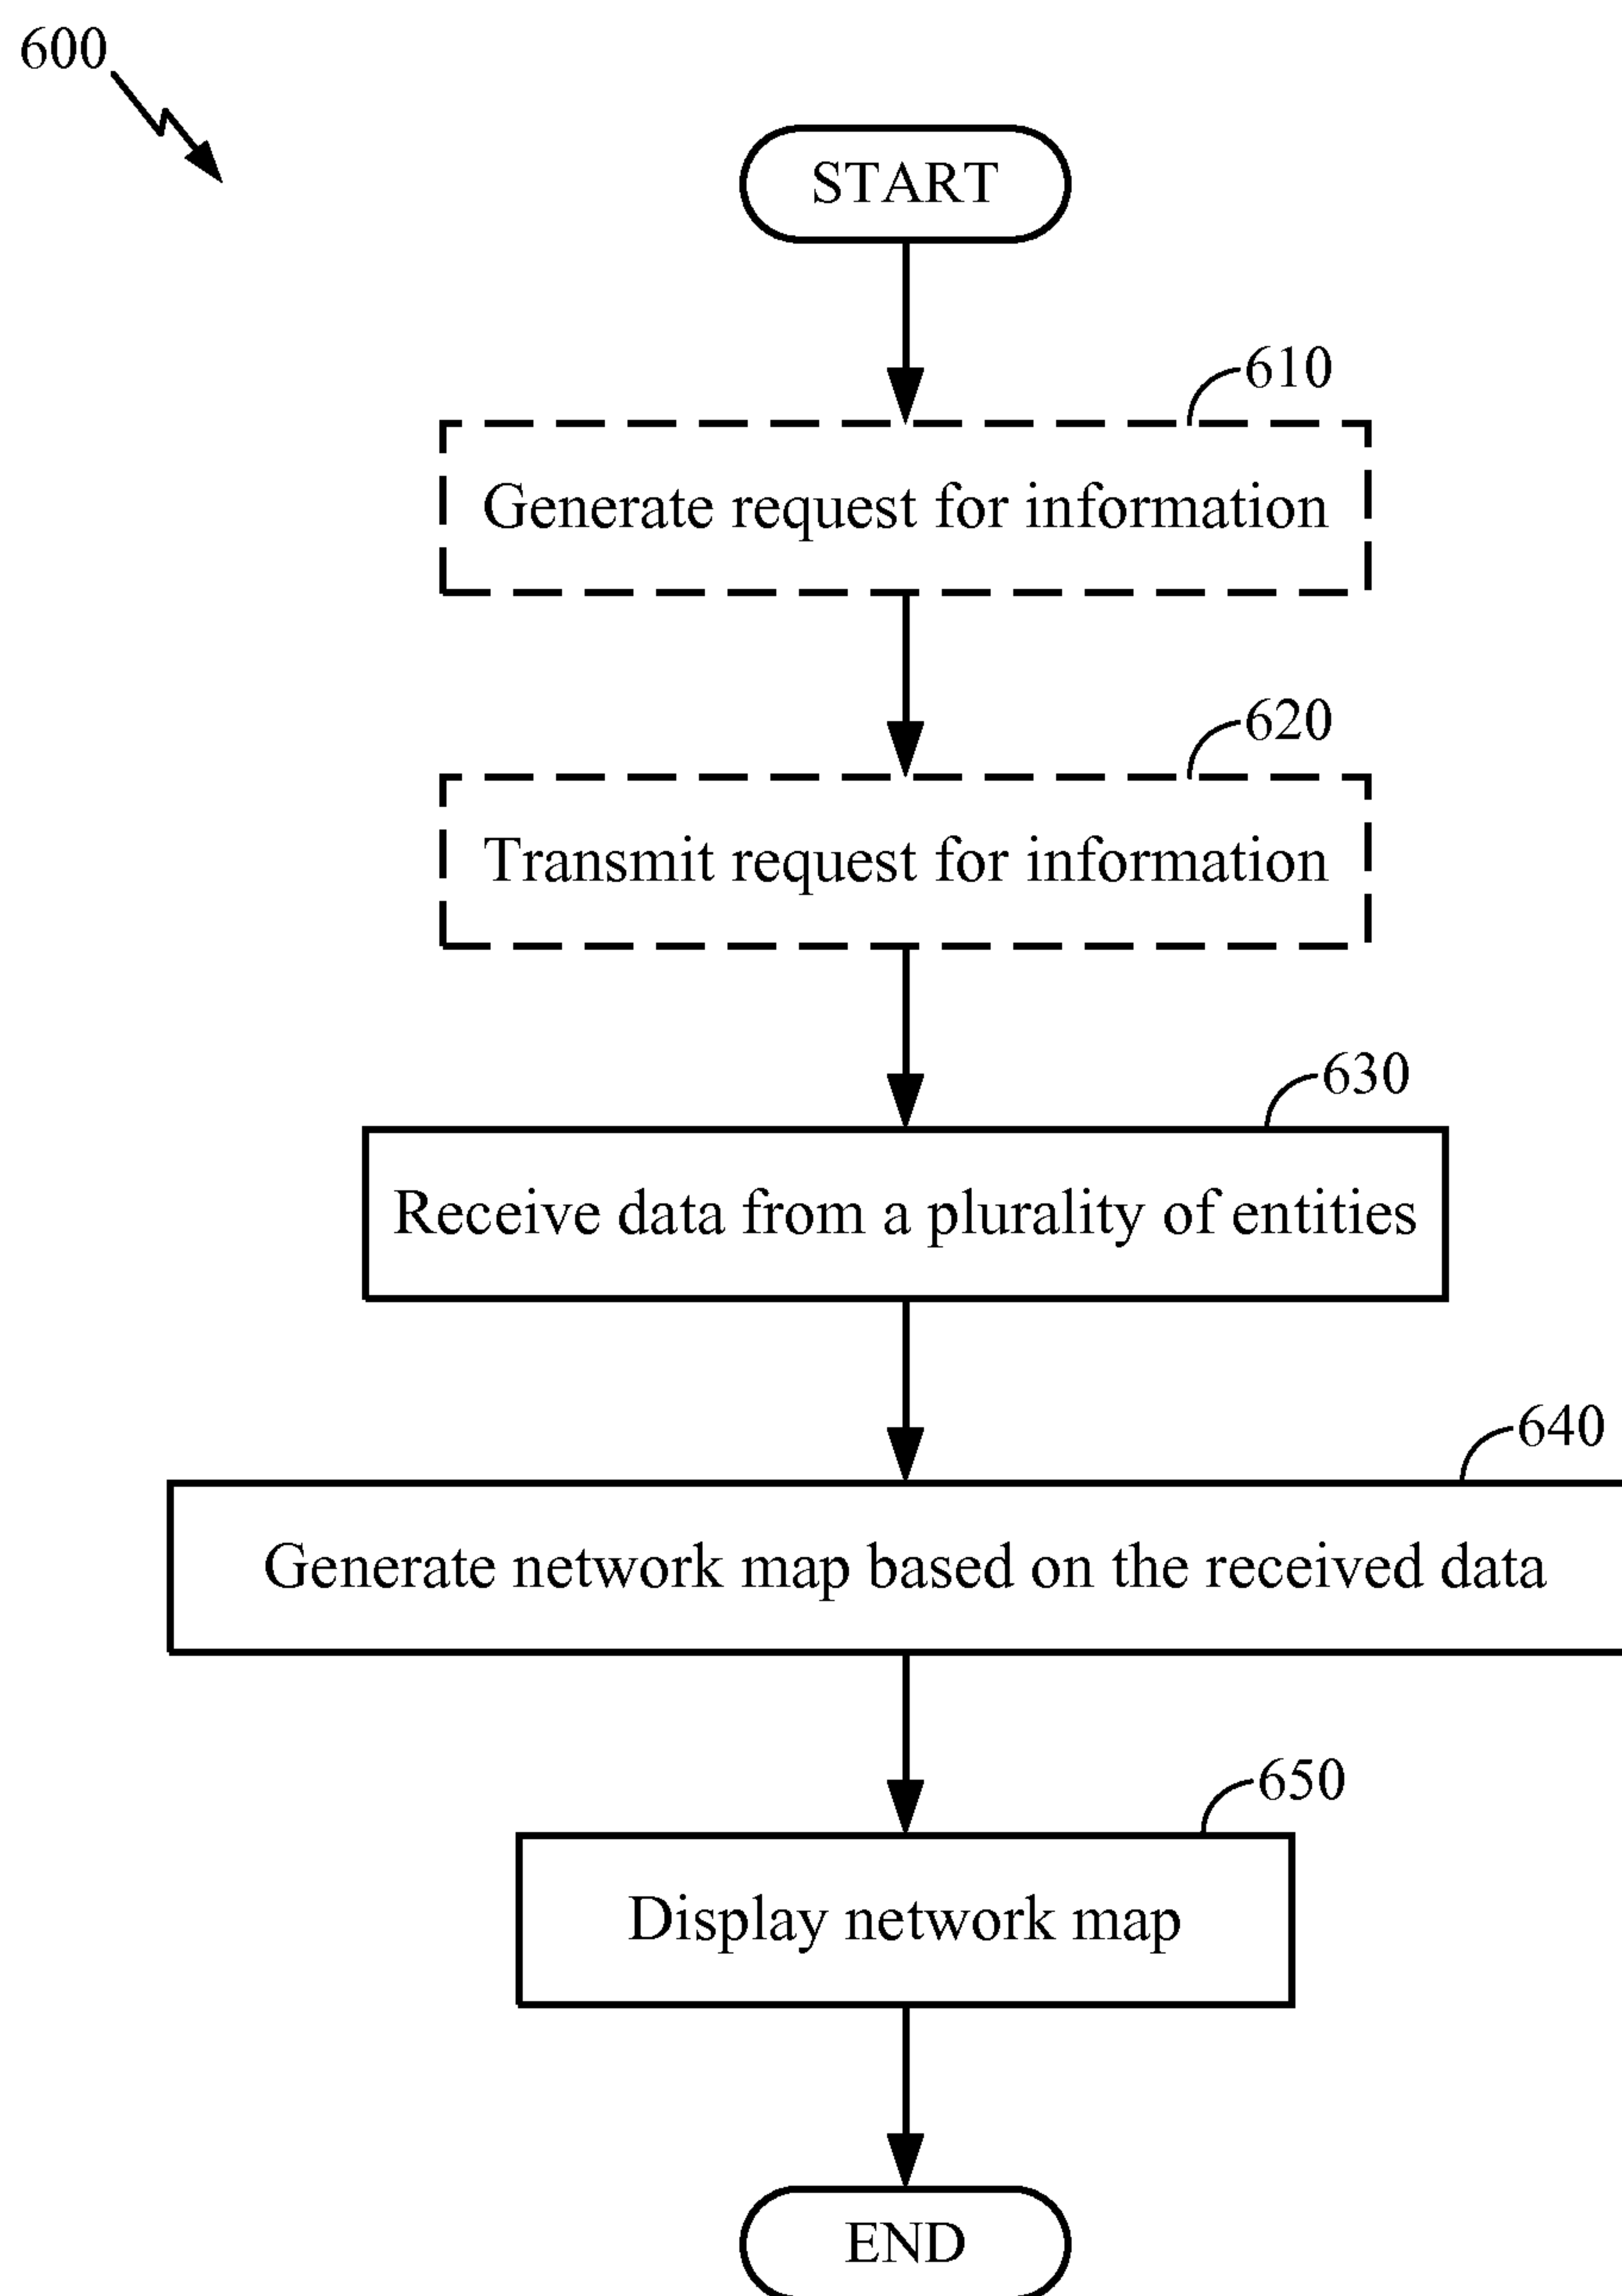 600
START
610
Generate request for information
620
Transmit request for information
630
Receive data from a plurality of entities
640
Generate network map based on the received data
650
Display network map
END